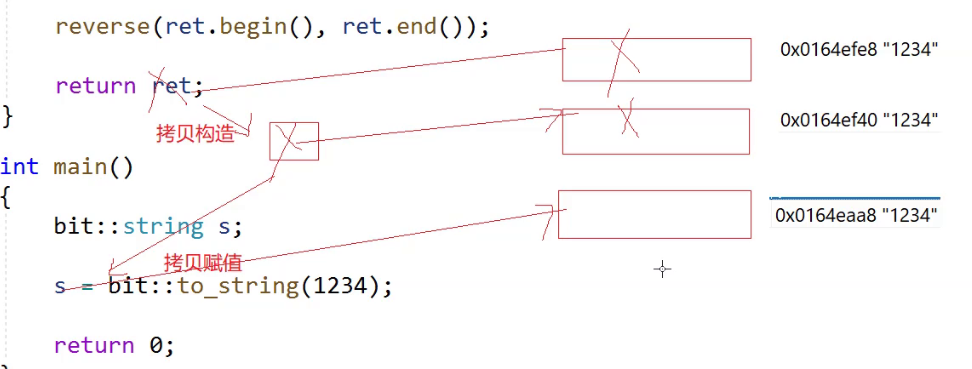 reverse(ret.begin(), ret.end());
0x0164efe8 "1234"
return ret;
拷贝构造
0x0164ef40 "1234"
}
int main()
{
bit::string s;
0x0164eaa8 "1234"
拷贝赋值
s = bit::to_string(1234);
return 0;